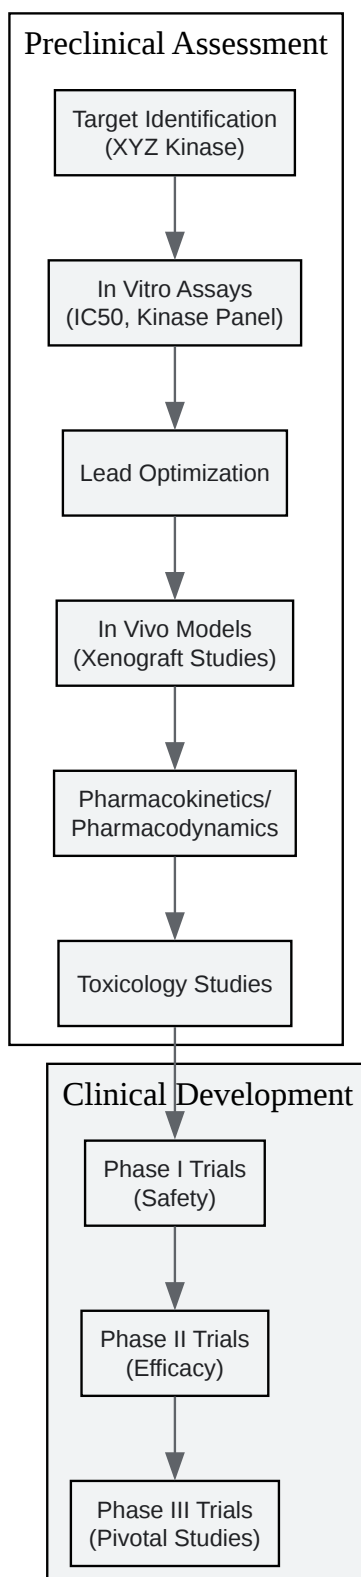 Preclinical Assessment
Target Identification
(XYZ Kinase)
In Vitro Assays
(IC50, Kinase Panel)
Lead Optimization
In Vivo Models
(Xenograft Studies)
Pharmacokinetics/
Pharmacodynamics
Toxicology Studies
Clinical Development
Phase I Trials
(Safety)
Phase II Trials
(Efficacy)
Phase III Trials
(Pivotal Studies)